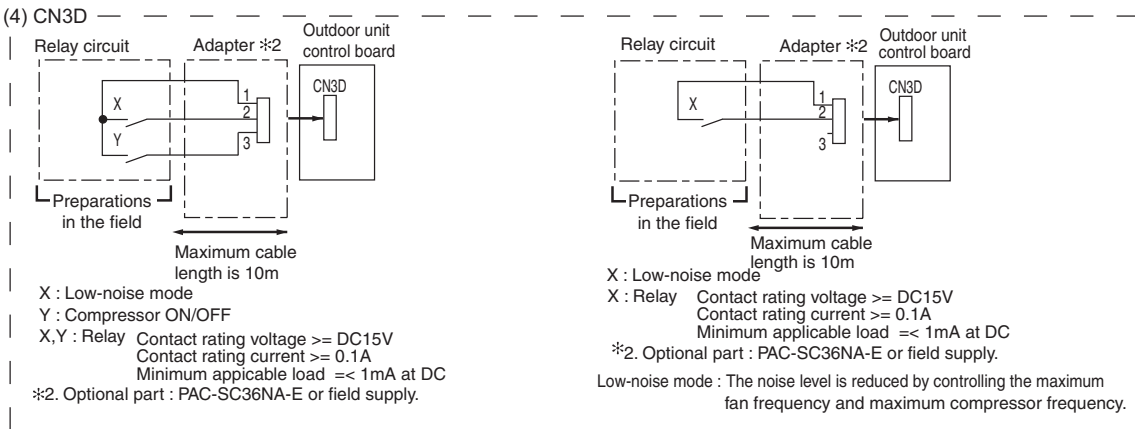 (4) CN3D
Relay circuit
Adapter ✻2
Outdoor unit
control board
CN3D
X
Y
1
2
3
Preparations
in the field
Maximum cable
length is 10m
X : Low-noise mode
Y : Compressor ON/OFF
X,Y : Relay Contact rating voltage >= DC15V
Contact rating current >= 0.1A
Minimum appicable load =< 1mA at DC
✻2. Optional part : PAC-SC36NA-E or field supply.
Relay circuit
Adapter ✻2
Outdoor unit
control board
CN3D
X
1
2
3
Preparations
in the field
Maximum cable
length is 10m
X : Low-noise mode
X : Relay Contact rating voltage >= DC15V
Contact rating current >= 0.1A
Minimum applicable load =< 1mA at DC
✻2. Optional part : PAC-SC36NA-E or field supply.
Low-noise mode : The noise level is reduced by controlling the maximum
fan frequency and maximum compressor frequency.